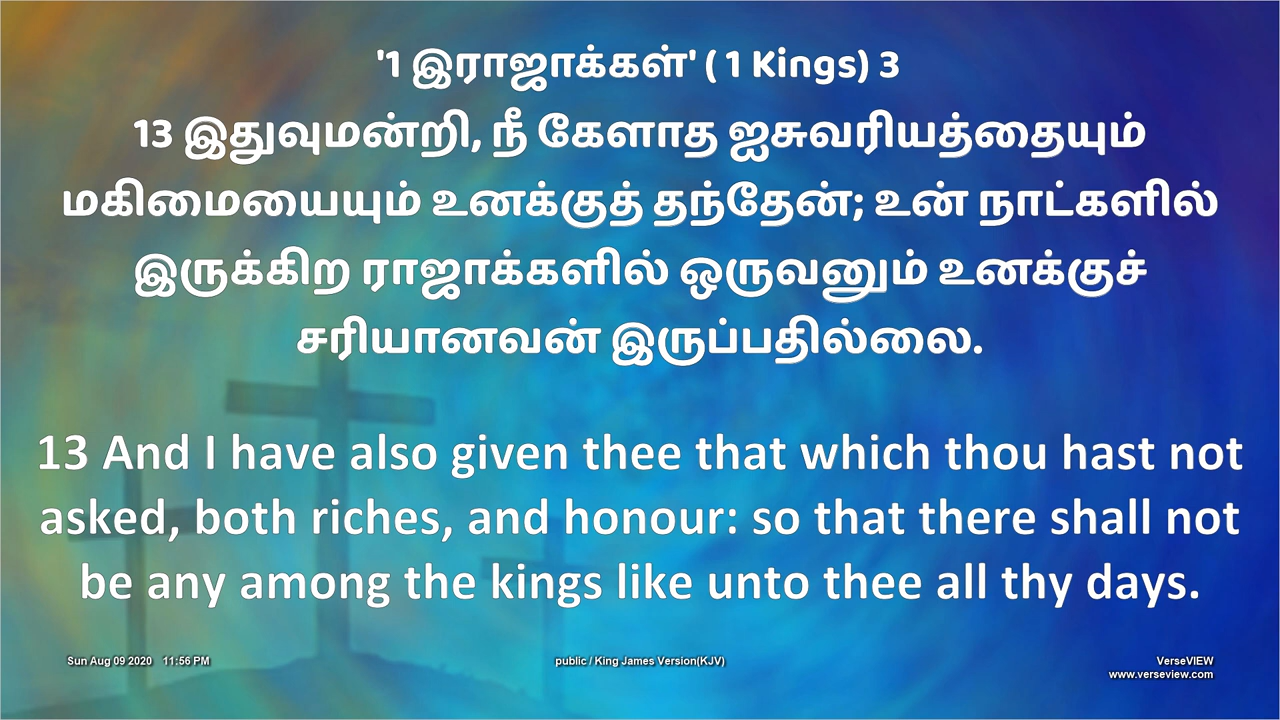 '1 இராஜாக்கள்' ( 1 Kings) 3
13 இதுவுமன்றி, நீ கேளாத ஐசுவரியத்தையும்
மகிமையையும் உனக்குத் தந்தேன்; உன் நாட்களில்
இருக்கிற ராஜாக்களில் ஒருவனும் உனக்குச்
சரியானவன் இருப்பதில்லை.
13 And I have also given thee that which thou hast not
asked, both riches, and honour: so that there shall not
be any among the kings like unto thee all thy days.
Sun Aug 09 2020 11:56 PM
public / King James Version(KJV)
VerseVIEW
www.verseview.com